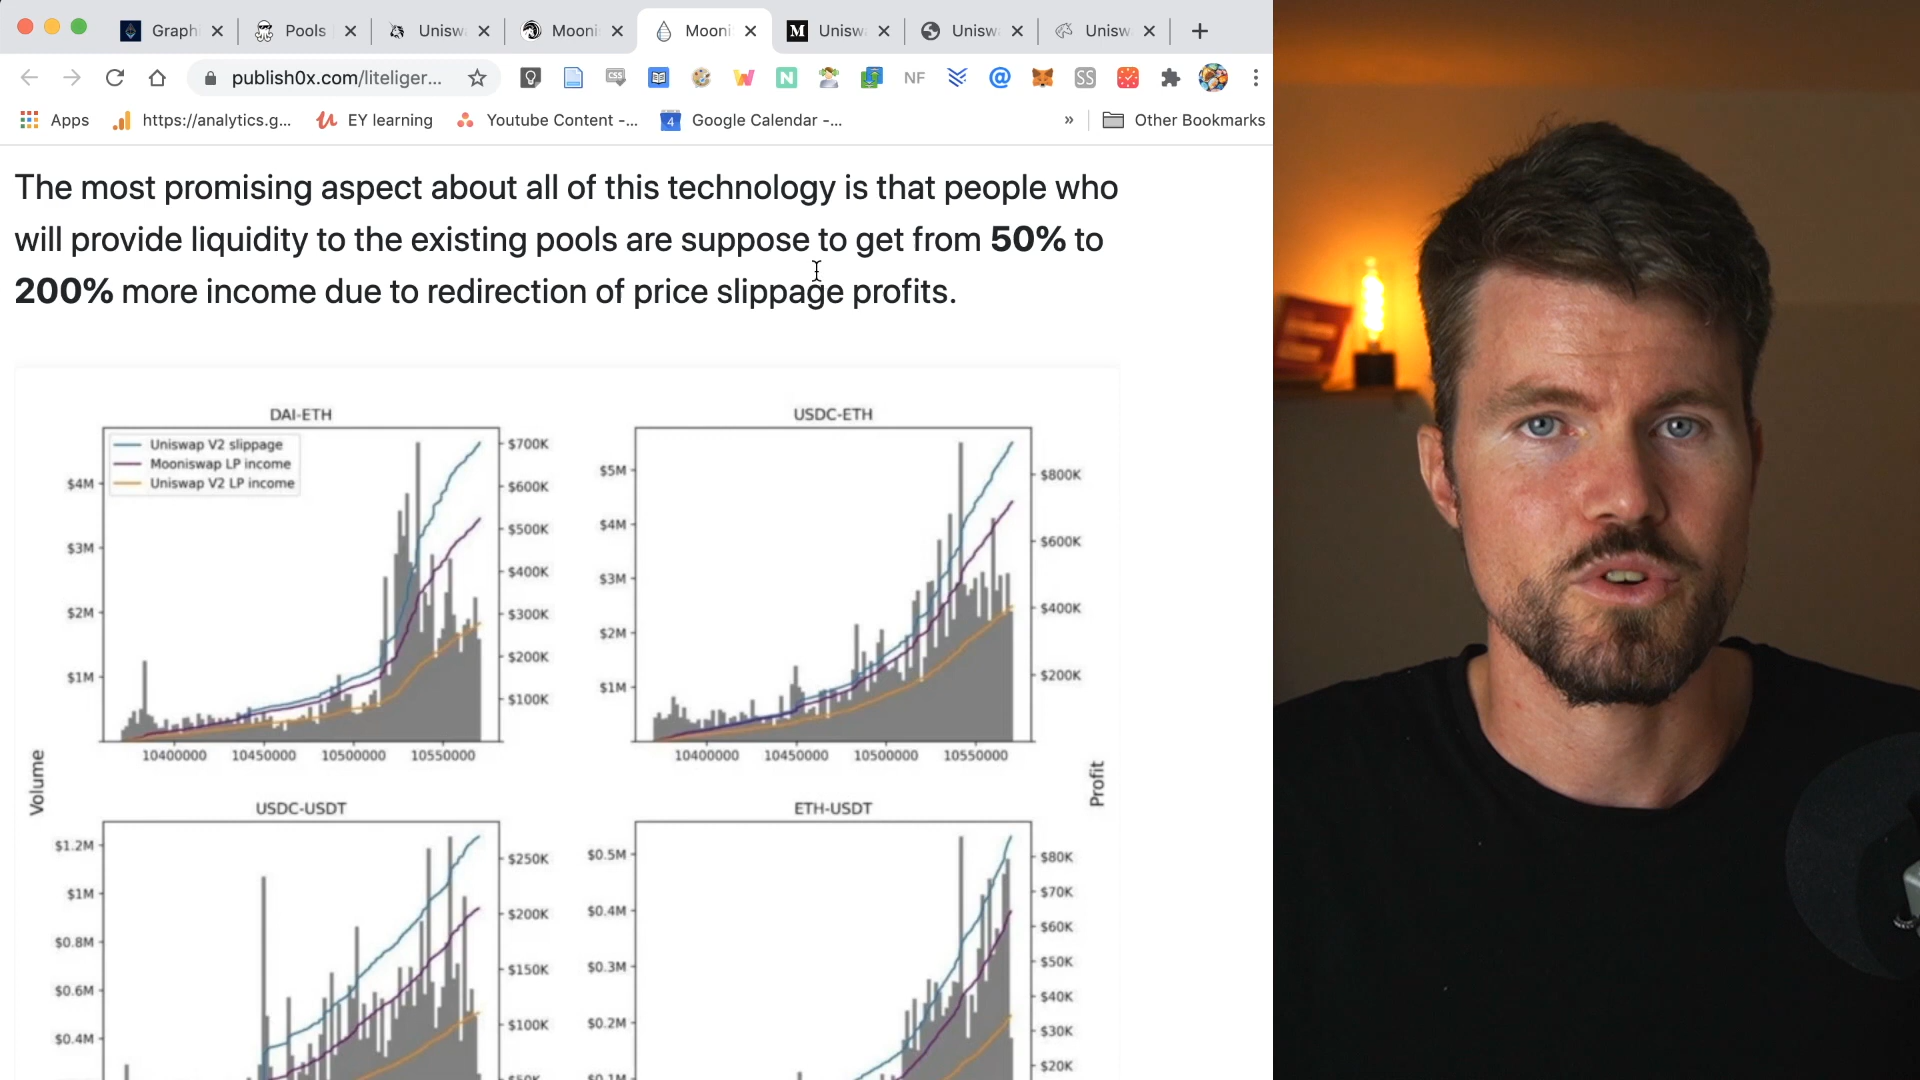 Graph
Pools
Unisw
Mooni
Mooni
Unisw
Unisw
Unisw
publish0x.com/liteliger...
CSS
NF
SS
Apps
https://analytics.g...
EY learning
Youtube Content -...
4
Google Calendar -...
»
Other Bookmarks
The most promising aspect about all of this technology is that people who
will provide liquidity to the existing pools are suppose to get from 50% to
200% more income due to redirection of price slippage profits.
DAI-ETH
Uniswap V2 slippage
Mooniswap LP income
Uniswap V2 LP income
$4M
$3M
$2M
$1M
$700K
$600K
$500K
$400K
$300K
$200K
$100K
10400000 10450000 10500000 10550000
USDC-ETH
$5M
$4M
$3M
$2M
$1M
$800K
$600K
$400K
$200K
10400000 10450000 10500000 10550000
Volume
Profit
USDC-USDT
$1.2M
$1M
$0.8M
$0.6M
$0.4M
$250K
$200K
$150K
$100K
$50K
ETH-USDT
$0.5M
$0.4M
$0.3M
$0.2M
$0.1M
$80K
$70K
$60K
$50K
$40K
$30K
$20K